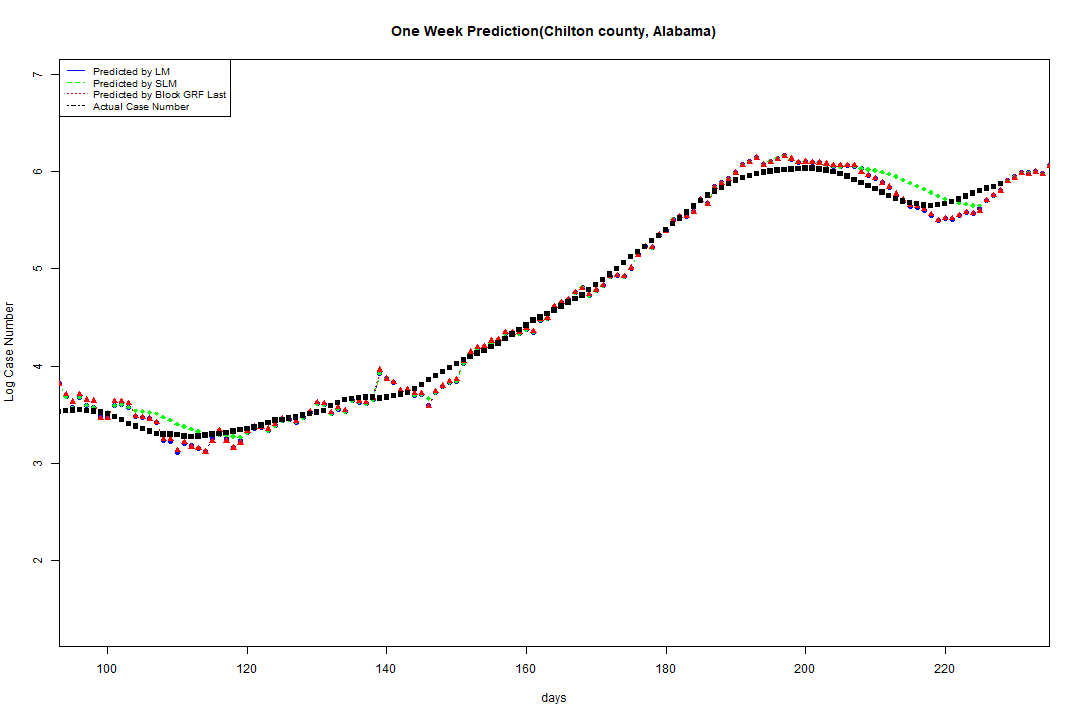 One Week Prediction(Chilton county, Alabama)
Predicted by LM
Predicted by SLM
Predicted by Block GRF Last
Actual Case Number
7
6
5
4
3
2
Log Case Number
100 120 140 160 180 200 220
days